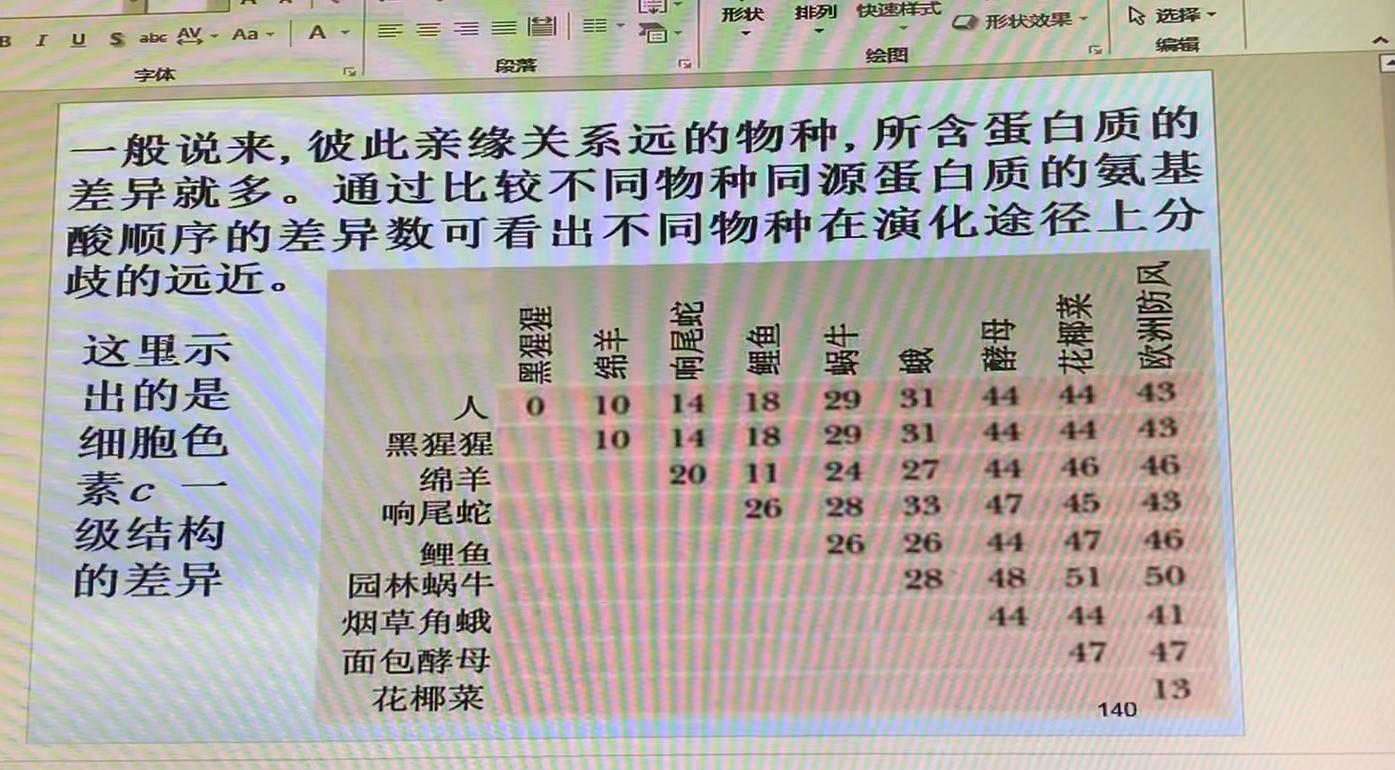 B I U S abc AV Aa A
形状 排列 快速样式 形状效果 选择
字体 段落 绘图 编辑
一般说来, 彼此亲缘关系远的物种, 所含蛋白质的
差异就多。通过比较不同物种同源蛋白质的氨基
酸顺序的差异数可看出不同物种在演化途径上分
歧的远近。
这里示
出的是
细胞色
素c 一
级结构
的差异
黑猩猩 绵羊 响尾蛇 鲤鱼 蜗牛 蛾 酵母 花椰菜 欧洲防风
人 0 10 14 18 29 31 44 44 43
黑猩猩 10 14 18 29 31 44 44 43
绵羊 20 11 24 27 44 46 46
响尾蛇 26 28 33 47 45 43
鲤鱼 26 26 44 47 46
园林蜗牛 28 48 51 50
烟草角蛾 44 44 41
面包酵母 47 47
花椰菜 13
140